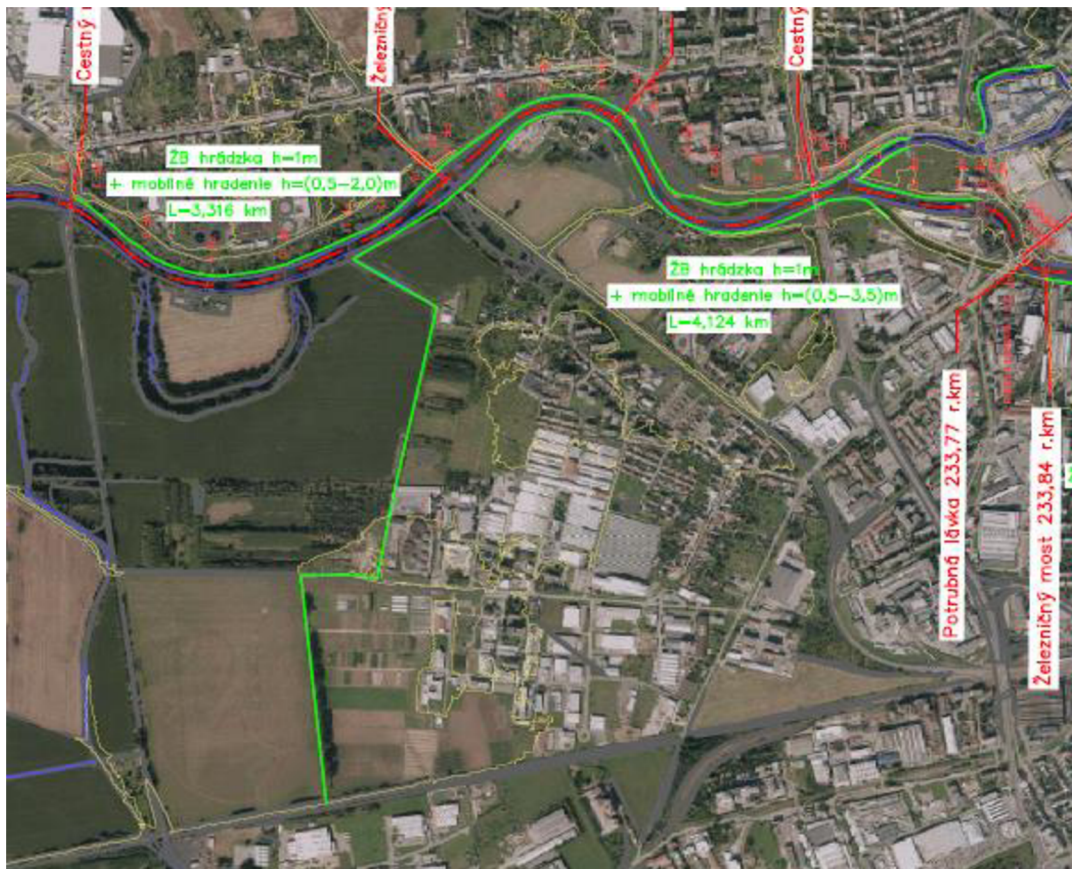 Cestný
Železničný
Cestný
ŽB hrádzka h=1m
+ mobilné hradenie h=(0,5-2,0)m
L=3,316 km
ŽB hrádzka h=1m
+ mobilné hradenie h=(0,5-3,5)m
L=4,124 km
Potrubná lávka 233,77 r.km
Železničný most 233,84 r.km